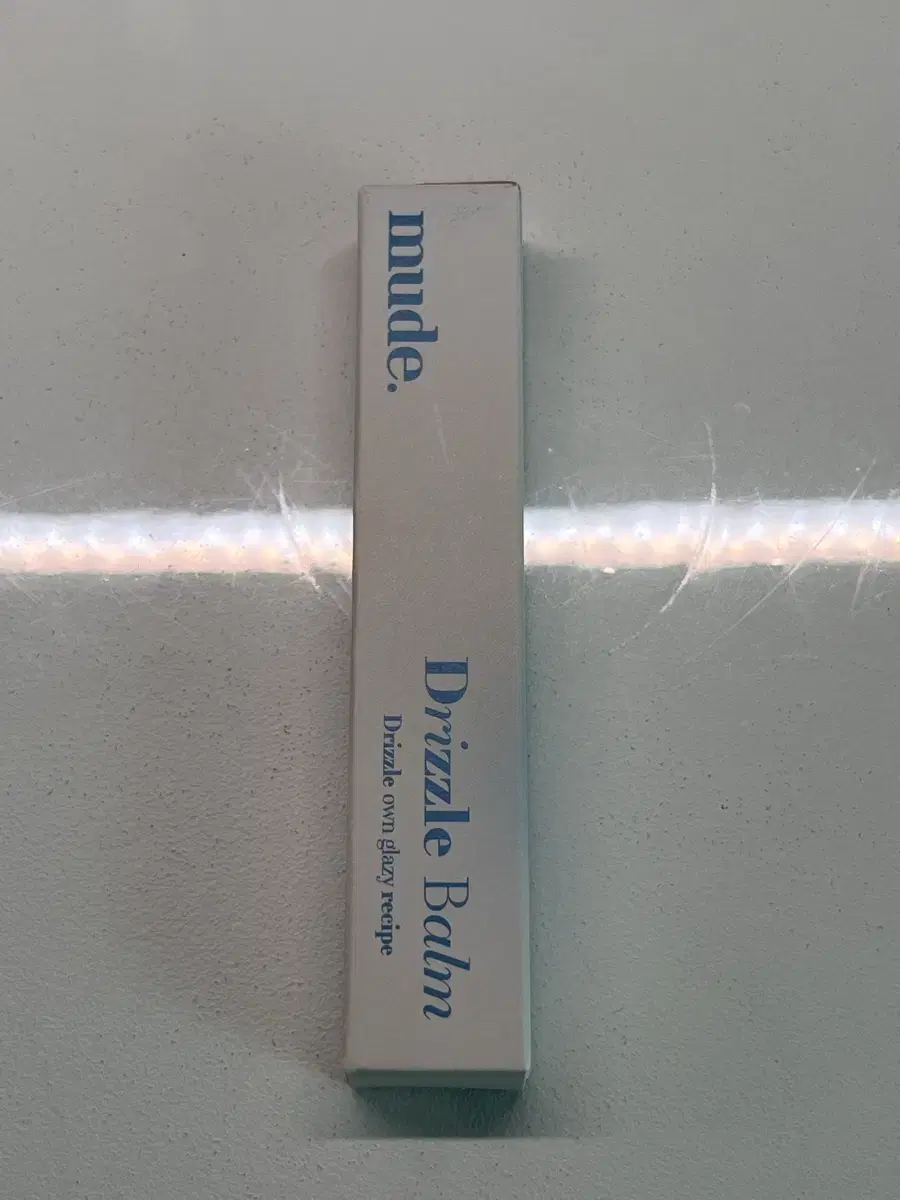 mude.
Drizzle Balm
Drizzle own glazy recipe